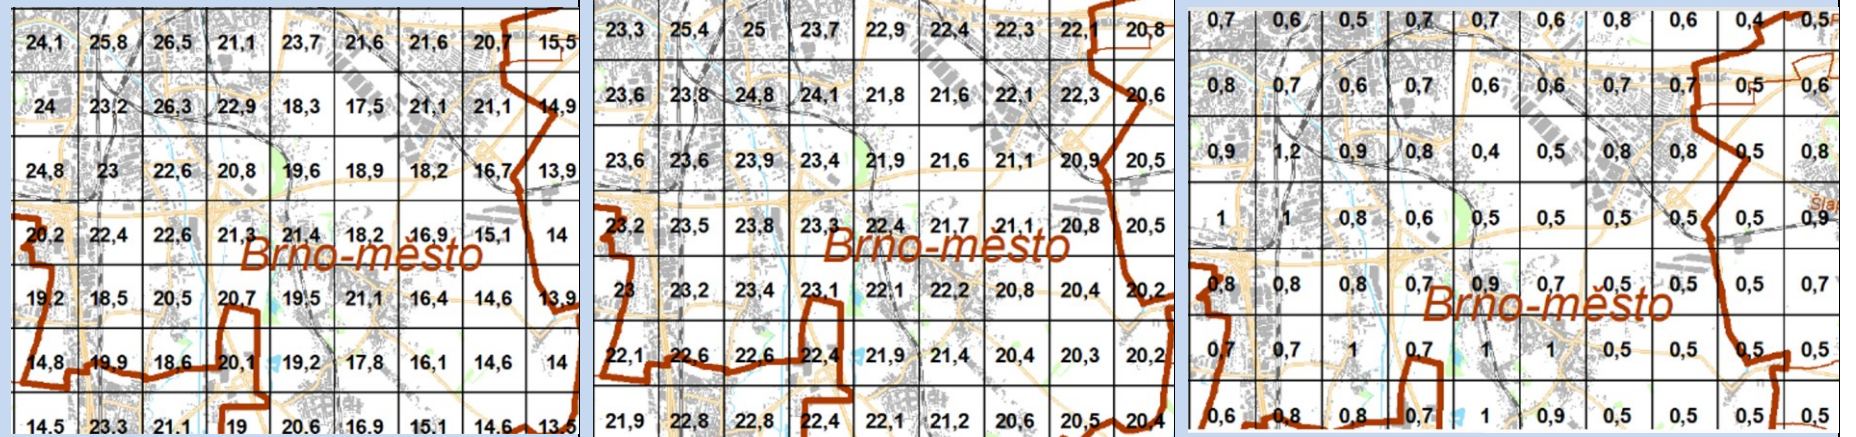 24,1 25,8 26,5 21,1 23,7 21,6 21,6 20,7 15,5
24 23,2 26,3 22,9 18,3 17,5 21,1 21,1 14,9
24,8 23 22,6 20,8 19,6 18,9 18,2 16,7 13,9
20,2 22,4 22,6 21,3 21,4 18,2 16,9 15,1 14
Brno-město
19,2 18,5 20,5 20,7 19,5 21,1 16,4 14,6 13,9
14,8 19,9 18,6 20,1 19,2 17,8 16,1 14,6 14
14,5 23,3 21,1 19 20,6 16,9 15,1 14,6 13,5
23,3 25,4 25 23,7 22,9 22,4 22,3 22,1 20,8
23,6 23,8 24,8 24,1 21,8 21,6 22,1 22,3 20,6
23,6 23,6 23,9 23,4 21,9 21,6 21,1 20,9 20,5
23,2 23,5 23,8 23,3 22,4 21,7 21,1 20,8 20,5
Brno-město
23 23,2 23,4 23,1 22,1 22,2 20,8 20,4 20,2
22,1 22,6 22,6 22,4 21,9 21,4 20,4 20,3 20,2
21,9 22,8 22,8 22,4 22,1 21,2 20,6 20,5 20,4
0,7 0,6 0,5 0,7 0,7 0,6 0,8 0,6 0,4 0,5
0,8 0,7 0,6 0,7 0,6 0,6 0,7 0,7 0,5 0,6
0,9 1,2 0,9 0,8 0,4 0,5 0,8 0,8 0,5 0,8
1 1 0,8 0,6 0,5 0,5 0,5 0,5 0,5 0,9
0,8 0,8 0,8 0,7 0,9 0,7 0,5 0,5 0,5 0,7
Brno-město
0,7 0,7 1 0,7 1 1 0,5 0,5 0,5 0,5
0,6 0,8 0,8 0,7 1 0,9 0,5 0,5 0,5 0,5